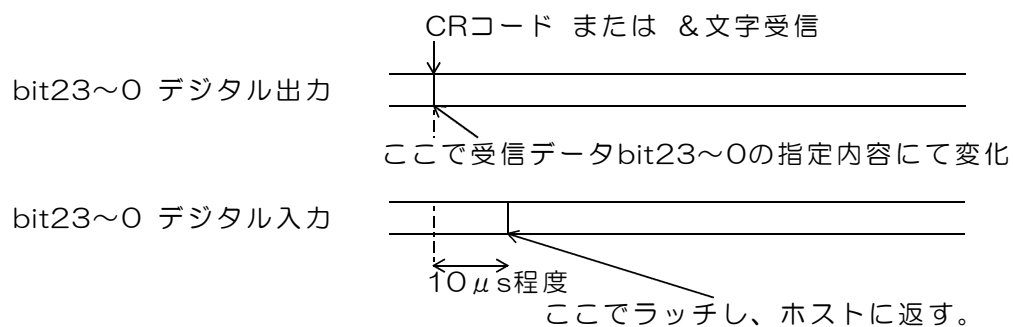 CRコード または &文字受信
bit23~0 デジタル出力
ここで受信データbit23~0の指定内容にて変化
bit23~0 デジタル入力
10μs程度
ここでラッチし、ホストに返す。